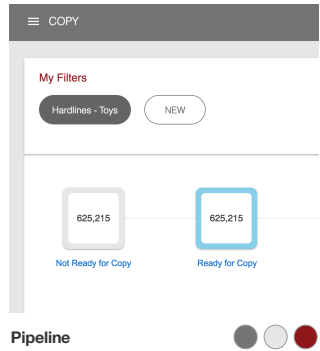 COPY
My Filters
Hardlines - Toys
NEW
625,215
625,215
Not Ready for Copy
Ready for Copy
Pipeline